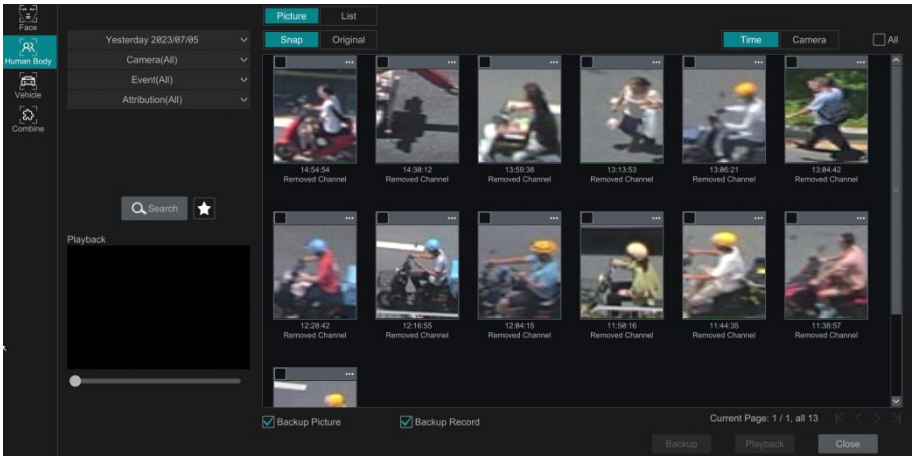 Face
Human Body
Vehicle
Combine
Yesterday 2023/07/05
Camera(All)
Event(All)
Attribution(All)
Search
Playback
Picture List
Snap Original
Time Camera All
14:54:54 14:30:12 13:59:38 13:13:53 13:06:21 13:04:42
Removed Channel Removed Channel Removed Channel Removed Channel Removed Channel Removed Channel
12:28:42 12:16:55 12:04:15 11:50:16 11:44:35 11:38:57
Removed Channel Removed Channel Removed Channel Removed Channel Removed Channel Removed Channel
Backup Picture Backup Record Current Page: 1 / 1, all 13
Backup Playback Close